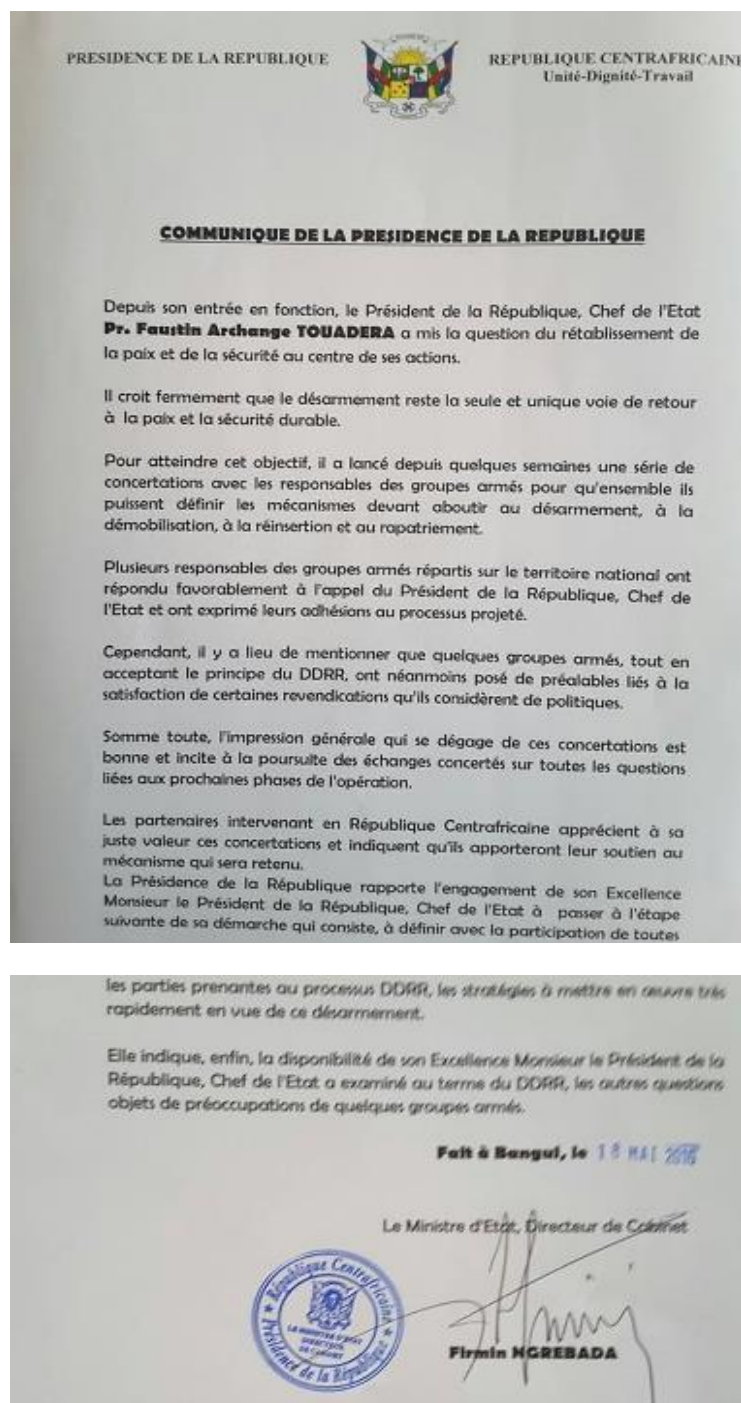 PRESIDENCE DE LA REPUBLIQUE
REPUBLIQUE CENTRAFRICAINE
Unité-Dignité-Travail
COMMUNIQUE DE LA PRESIDENCE DE LA REPUBLIQUE
Depuis son entrée en fonction, le Président de la République, Chef de l'Etat
Pr. Faustin Archange TOUADERA a mis la question du rétablissement de
la paix et de la sécurité au centre de ses actions.
Il croit fermement que le désarmement reste la seule et unique voie de retour
à la paix et la sécurité durable.
Pour atteindre cet objectif, il a lancé depuis quelques semaines une série de
concertations avec les responsables des groupes armés pour qu'ensemble ils
puissent définir les mécanismes devant aboutir au désarmement, à la
démobilisation, à la réinsertion et au rapatriement.
Plusieurs responsables des groupes armés répartis sur le territoire national ont
répondu favorablement à l'appel du Président de la République, Chef de
l'Etat et ont exprimé leurs adhésions au processus projeté.
Cependant, il y a lieu de mentionner que quelques groupes armés, tout en
acceptant le principe du DDRR, ont néanmoins posé de préalables liés à la
satisfaction de certaines revendications qu'ils considèrent de politiques.
Somme toute, l'impression générale qui se dégage de ces concertations est
bonne et incite à la poursuite des échanges concertés sur toutes les questions
liées aux prochaines phases de l'opération.
Les partenaires intervenant en République Centrafricaine apprécient à sa
juste valeur ces concertations et indiquent qu'ils apporteront leur soutien au
mécanisme qui sera retenu.
La Présidence de la République rapporte l'engagement de son Excellence
Monsieur le Président de la République, Chef de l'Etat à passer à l'étape
suivante de sa démarche qui consiste, à définir avec la participation de toutes
les parties prenantes au processus DDRR, les stratégies à mettre en œuvre très
rapidement en vue de ce désarmement.
Elle indique, enfin, la disponibilité de son Excellence Monsieur le Président de la
République, Chef de l'Etat a examiné au terme du DDRR, les autres questions
objets de préoccupations de quelques groupes armés.
Fait à Bangui, le 18 MAI 2016
Le Ministre d'Etat, Directeur de Cabinet
République Centrafricaine
LE MINISTRE D'ETAT
DIRECTEUR
DE CABINET
Présidence de la République
Firmin NGREBADA